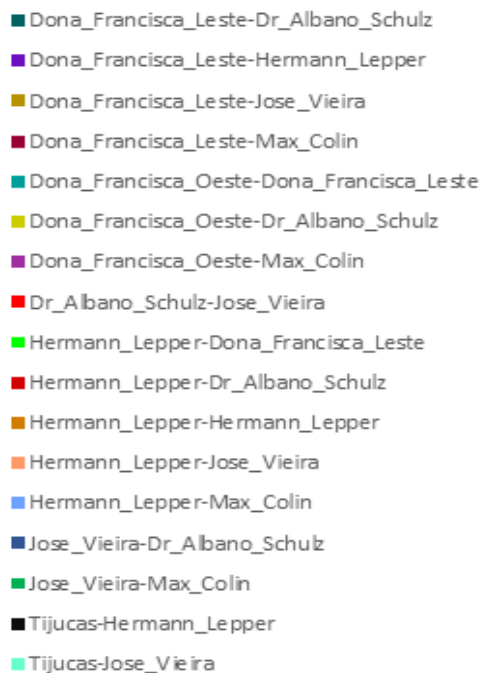 Dona_Francisca_Leste-Dr_Albano_Schulz
Dona_Francisca_Leste-Hermann_Lepper
Dona_Francisca_Leste-Jose_Vieira
Dona_Francisca_Leste-Max_Colin
Dona_Francisca_Oeste-Dona_Francisca_Leste
Dona_Francisca_Oeste-Dr_Albano_Schulz
Dona_Francisca_Oeste-Max_Colin
Dr_Albano_Schulz-Jose_Vieira
Hermann_Lepper-Dona_Francisca_Leste
Hermann_Lepper-Dr_Albano_Schulz
Hermann_Lepper-Hermann_Lepper
Hermann_Lepper-Jose_Vieira
Hermann_Lepper-Max_Colin
Jose_Vieira-Dr_Albano_Schulz
Jose_Vieira-Max_Colin
Tijucas-Hermann_Lepper
Tijucas-Jose_Vieira